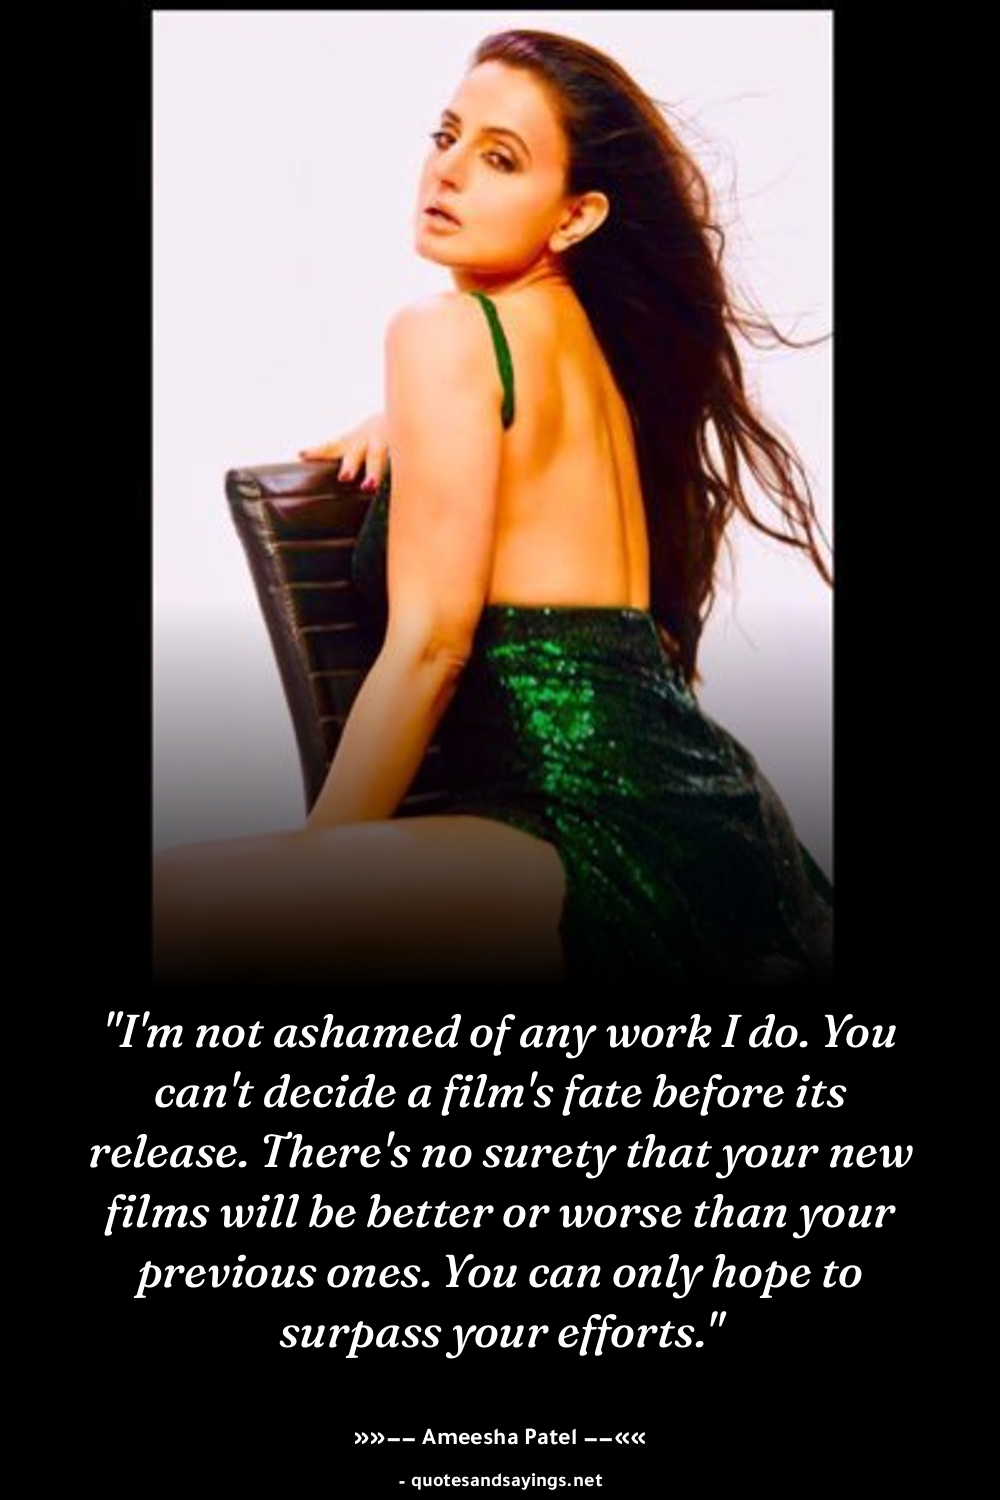 "I'm not ashamed of any work I do. You
can't decide a film's fate before its
release. There's no surety that your new
films will be better or worse than your
previous ones. You can only hope to
surpass your efforts."
»»−− Ameesha Patel −−««
- quotesandsayings.net